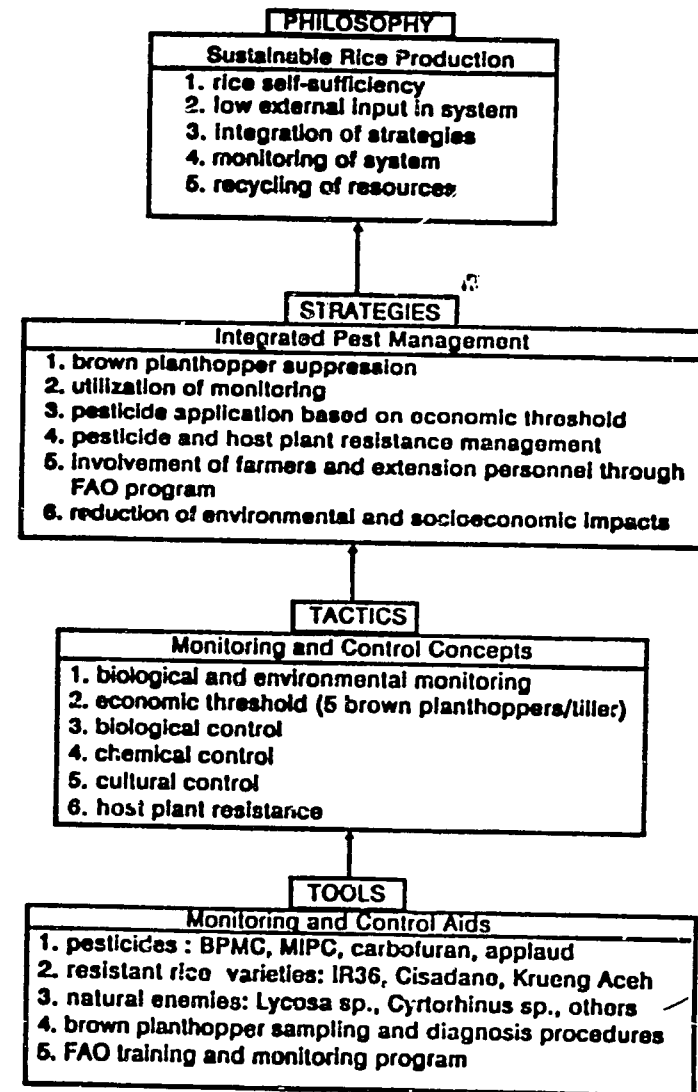 PHILOSOPHY
Sustainable Rice Production
1. rice self-sufficiency
2. low external input in system
3. integration of strategies
4. monitoring of system
5. recycling of resources
STRATEGIES
Integrated Pest Management
1. brown planthopper suppression
2. utilization of monitoring
3. pesticide application based on economic threshold
4. pesticide and host plant resistance management
5. involvement of farmers and extension personnel through
FAO program
6. reduction of environmental and socioeconomic impacts
TACTICS
Monitoring and Control Concepts
1. biological and environmental monitoring
2. economic threshold (5 brown planthoppers/tiller)
3. biological control
4. chemical control
5. cultural control
6. host plant resistance
TOOLS
Monitoring and Control Aids
1. pesticides : BPMC, MIPC, carbofuran, applaud
2. resistant rice varieties: IR36, Cisadano, Krueng Aceh
3. natural enemies: Lycosa sp., Cyrtorhinus sp., others
4. brown planthopper sampling and diagnosis procedures
5. FAO training and monitoring program